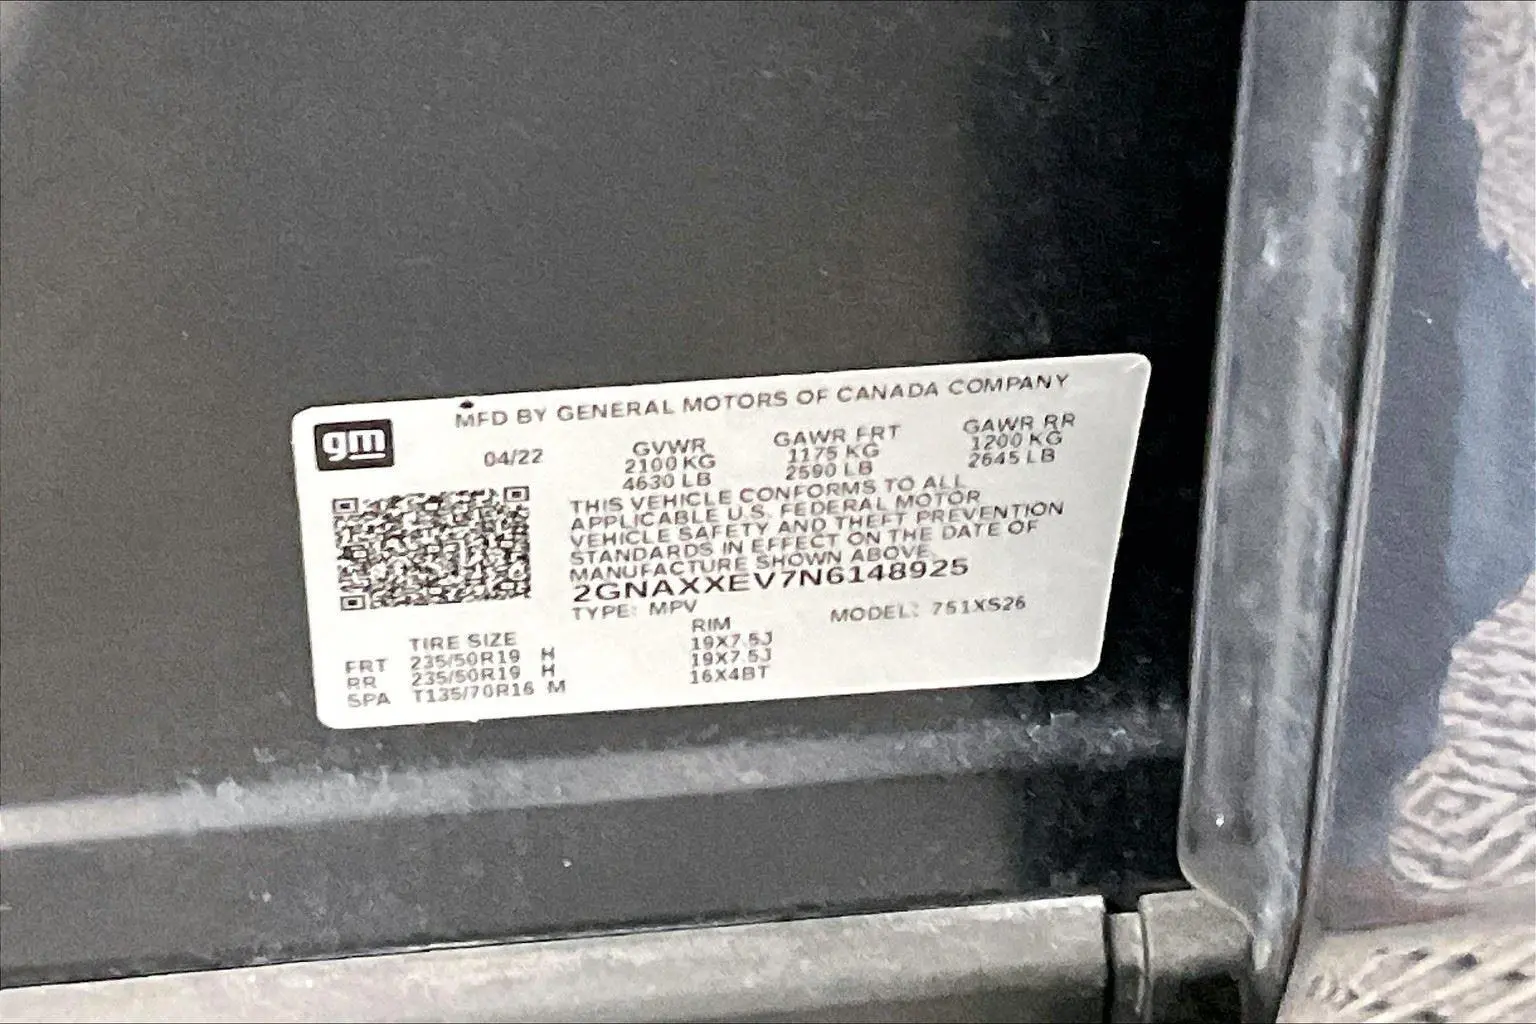 MFD BY GENERAL MOTORS OF CANADA COMPANY
gm
04/22 GVWR GAWR FRT GAWR RR
2100 KG 1175 KG 1200 KG
4630 LB 2590 LB 2645 LB
THIS VEHICLE CONFORMS TO ALL
APPLICABLE U.S. FEDERAL MOTOR
VEHICLE SAFETY AND THEFT PREVENTION
STANDARDS IN EFFECT ON THE DATE OF
MANUFACTURE SHOWN ABOVE.
2GNAXXEV7N6148925
TYPE: MPV MODEL: 751XS26
TIRE SIZE RIM
FRT 235/50R19 H 19X7.5J
RR 235/50R19 H 19X7.5J
SPA T135/70R16 M 16X4BT